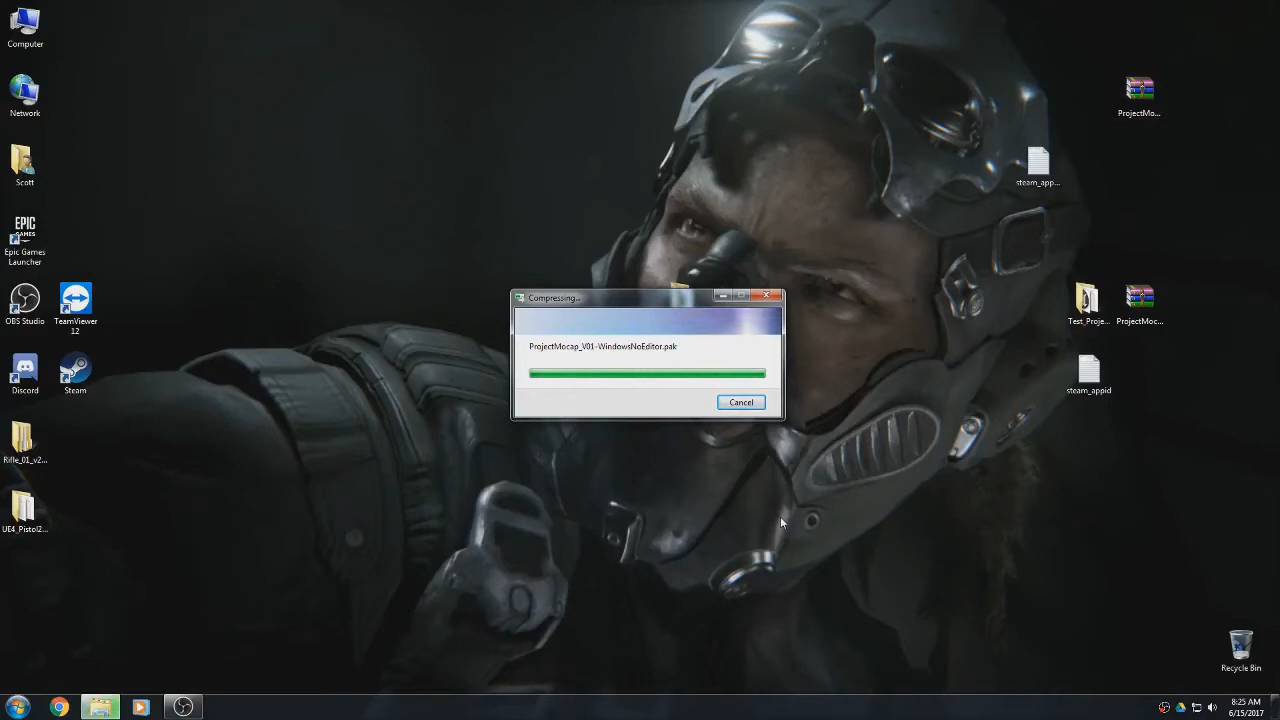 Computer
Network
Scott
EPIC
GAMES
Epic Games
Launcher
OBS Studio
TeamViewer
12
Discord
Steam
Rifle_01_v2...
UE4_Pistol2...
Compressing...
ProjectMocap_V01-WindowsNoEditor.pak
Cancel
ProjectMo...
steam_app...
Test_Proje...
ProjectMoc...
steam_appid
Recycle Bin
8:25 AM
6/15/2017